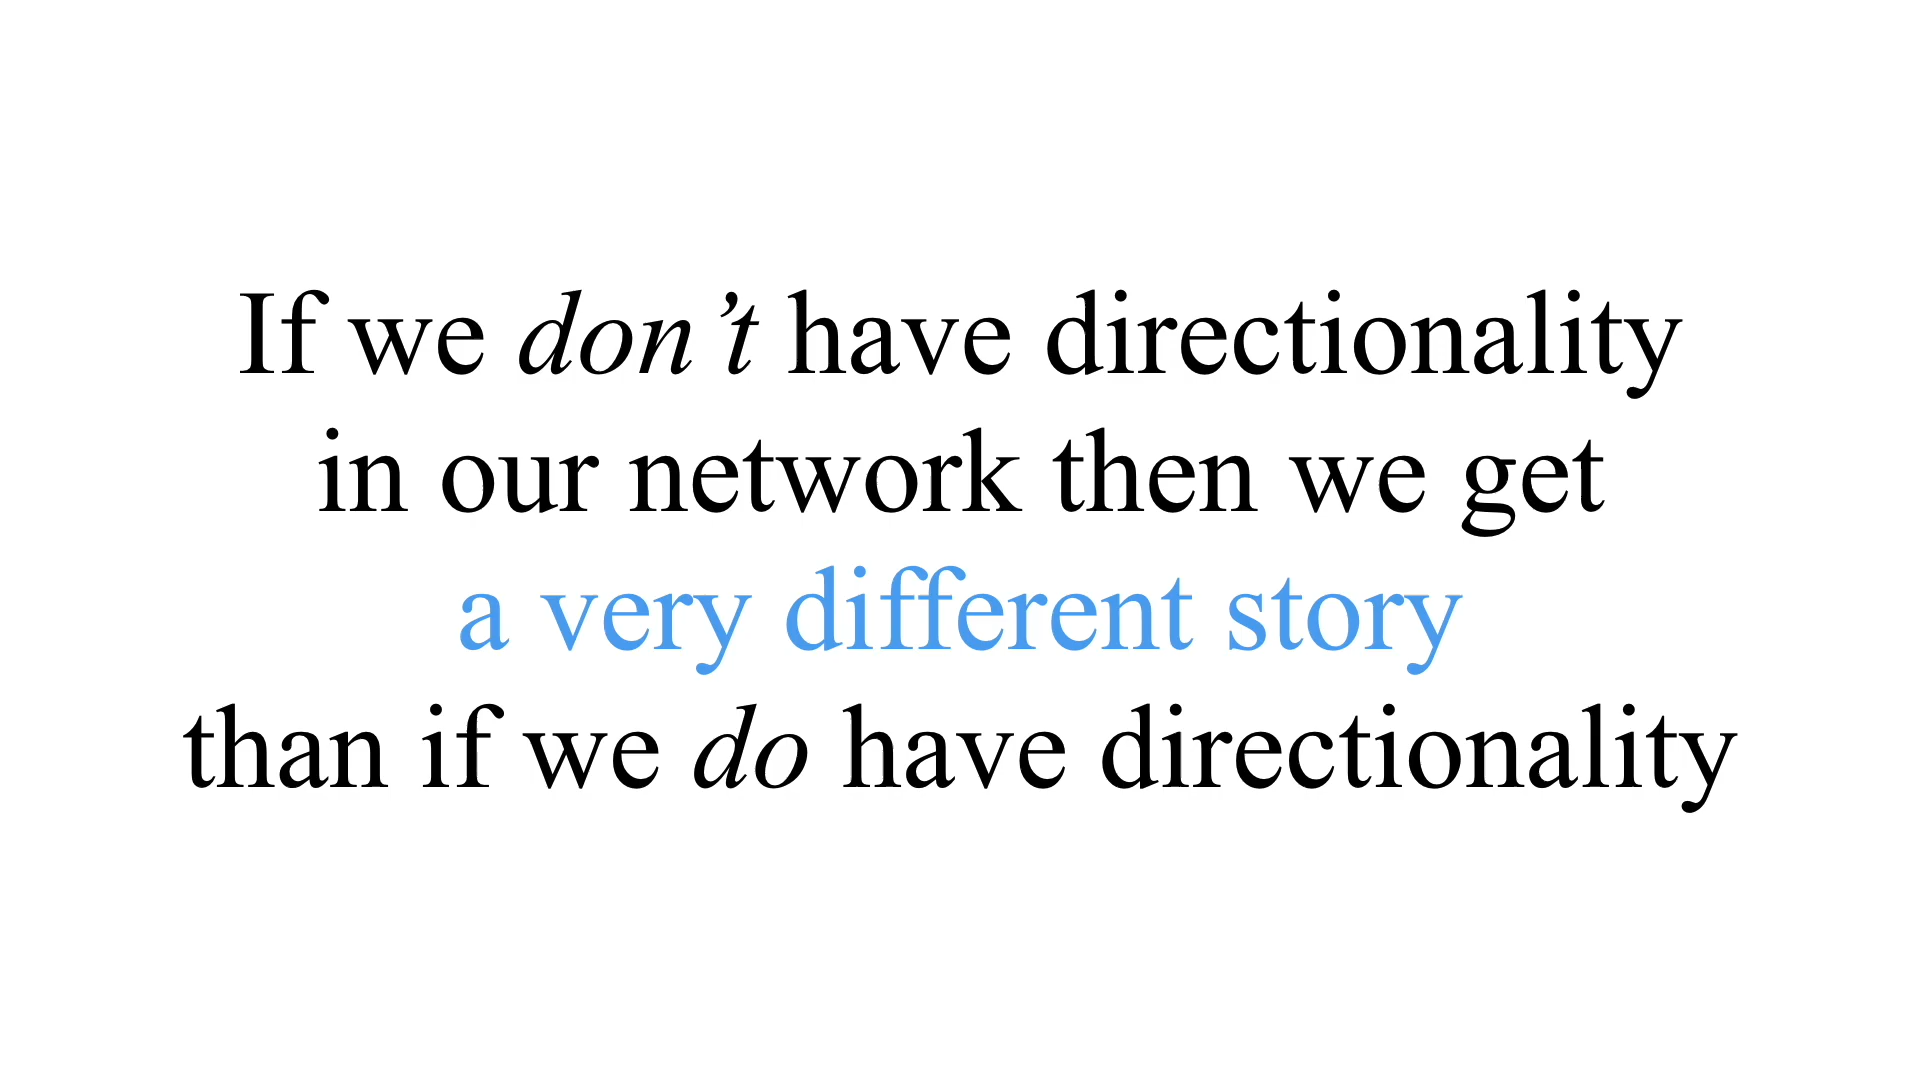 If we don’t have directionality
in our network then we get
a very different story
than if we do have directionality